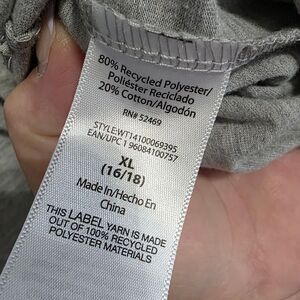 80% Recycled Polyester/
Poliéster Reciclado
20% Cotton/Algodón
RN# 52469
STYLE:WT14100069395
EAN/UPC 1 96084100757
XL
(16/18)
Made in/Hecho En
China
THIS LABEL YARN IS MADE
OUT OF 100% RECYCLED
POLYESTER MATERIALS